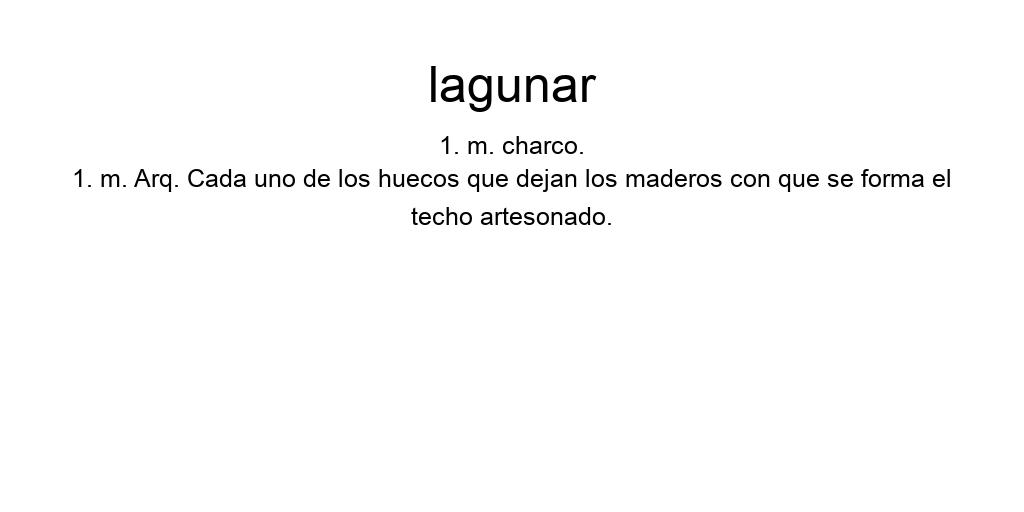 lagunar
1. m. charco.
1. m. Arq. Cada uno de los huecos que dejan los maderos con que se forma el
techo artesonado.